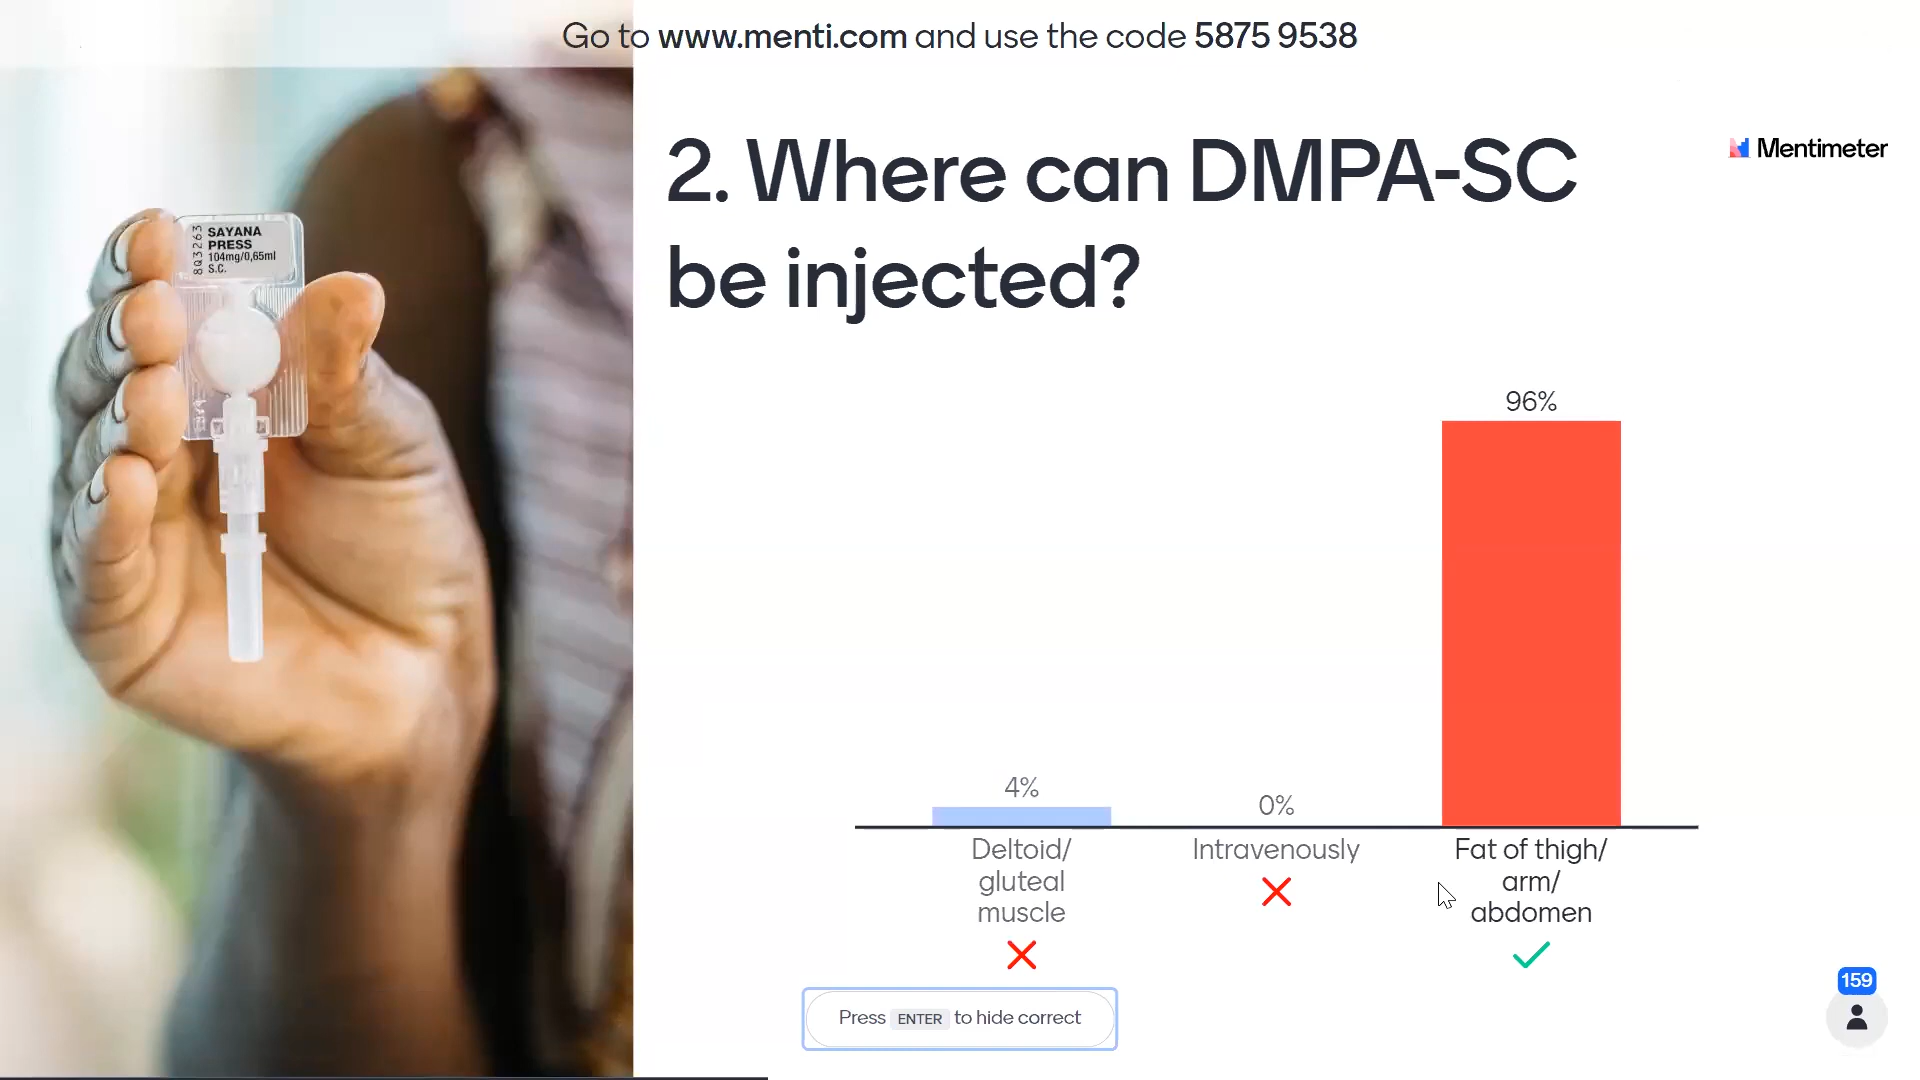 Go to www.menti.com and use the code 5875 9538
2. Where can DMPA-SC
be injected?
Mentimeter
8Q3263
SAYANA
PRESS
104mg/0,65ml
S.C.
96%
4%
0%
Deltoid/
gluteal
muscle
Intravenously
Fat of thigh/
arm/
abdomen
Press ENTER to hide correct
159